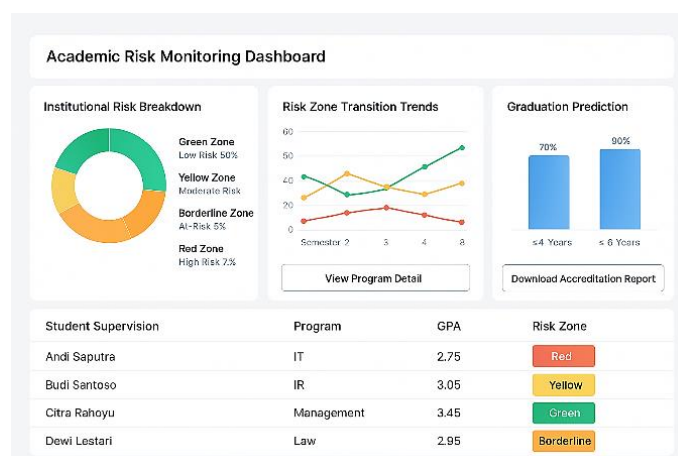 Academic Risk Monitoring Dashboard
Institutional Risk Breakdown
Green Zone
Low Risk 50%
Yellow Zone
Moderate Risk
Borderline Zone
At-Risk 5%
Red Zone
High Risk 7.%
Risk Zone Transition Trends
60
50
40
20
0
Semester 2 3 4 8
View Program Detail
Graduation Prediction
70% 90%
≤4 Years ≤ 6 Years
Download Accreditation Report
Student Supervision Program GPA Risk Zone
Andi Saputra IT 2.75 Red
Budi Santoso IR 3.05 Yellow
Citra Rahoyu Management 3.45 Green
Dewi Lestari Law 2.95 Borderline